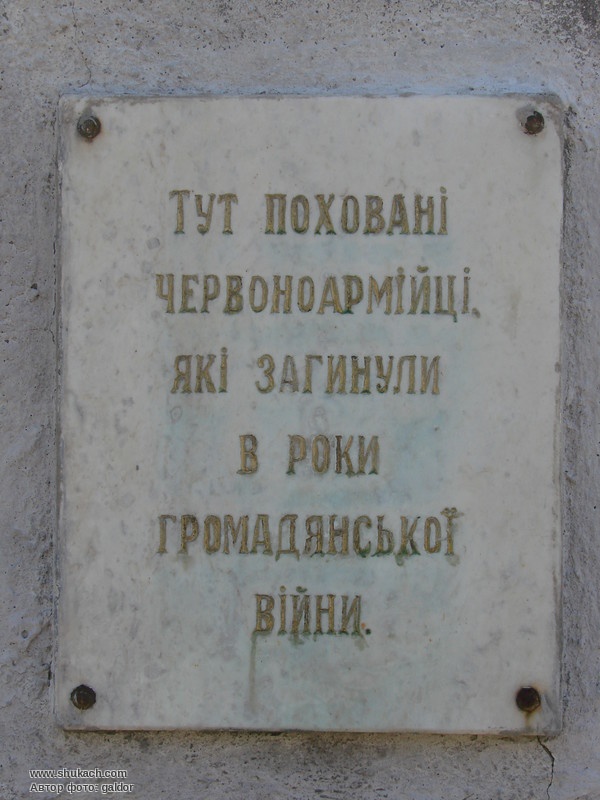 Тут поховані
червоноармійці,
які загинули
в роки
громадянської
війни.
www.shukach.com
Автор фото: galdor